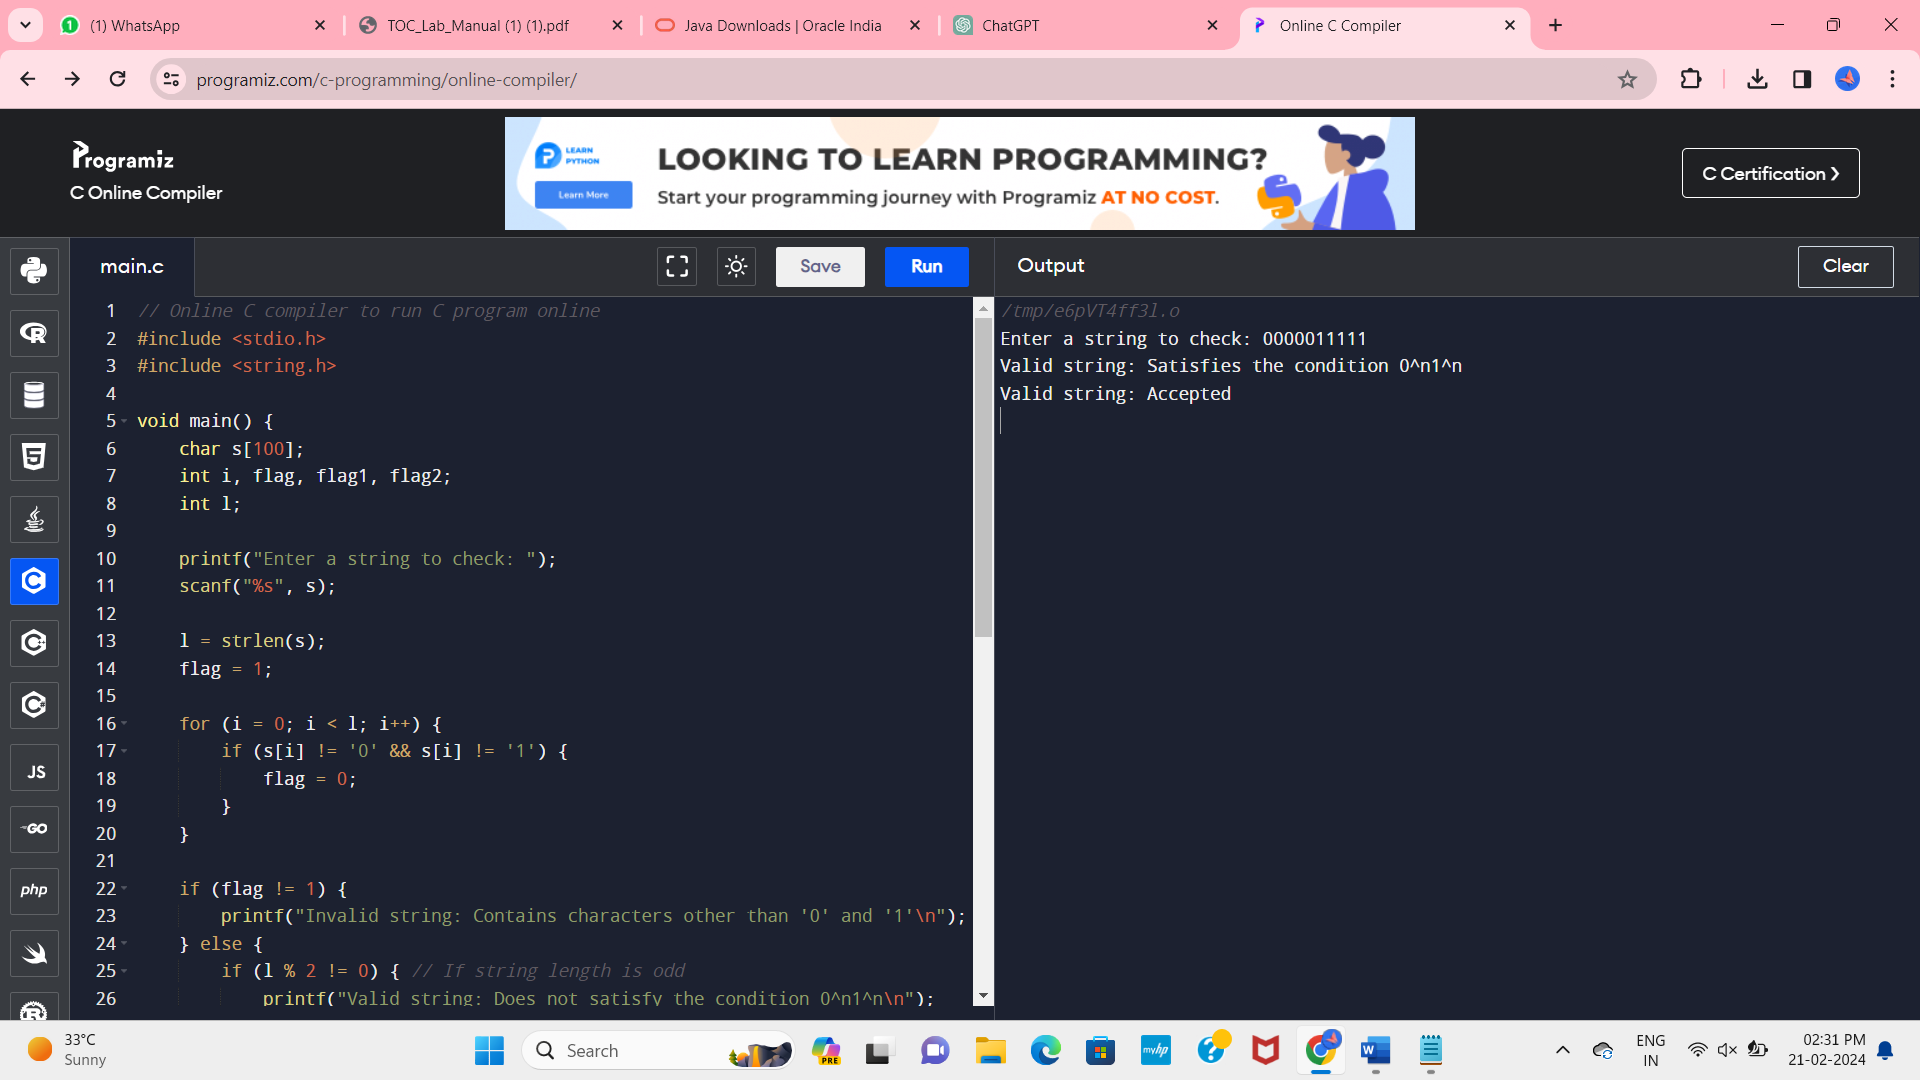 (1) WhatsApp
TOC_Lab_Manual (1) (1).pdf
Java Downloads | Oracle India
ChatGPT
Online C Compiler
programiz.com/c-programming/online-compiler/
Programiz
C Online Compiler
LEARN
PYTHON
Learn More
LOOKING TO LEARN PROGRAMMING?
Start your programming journey with Programiz AT NO COST.
C Certification ❯
main.c
Save
Run
Output
Clear
1 // Online C compiler to run C program online
2 #include <stdio.h>
3 #include <string.h>
4
5 void main() {
6 char s[100];
7 int i, flag, flag1, flag2;
8 int l;
9
10 printf("Enter a string to check: ");
11 scanf("%s", s);
12
13 l = strlen(s);
14 flag = 1;
15
16 for (i = 0; i < l; i++) {
17 if (s[i] != '0' && s[i] != '1') {
18 flag = 0;
19 }
20 }
21
22 if (flag != 1) {
23 printf("Invalid string: Contains characters other than '0' and '1'\n");
24 } else {
25 if (l % 2 != 0) { // If string length is odd
26 printf("Valid string: Does not satisfy the condition 0^n1^n\n");
/tmp/e6pVT4ff3l.o
Enter a string to check: 0000011111
Valid string: Satisfies the condition 0^n1^n
Valid string: Accepted
JS
GO
php
33°C
Sunny
Search
PRE
myhp
ENG
IN
02:31 PM
21-02-2024